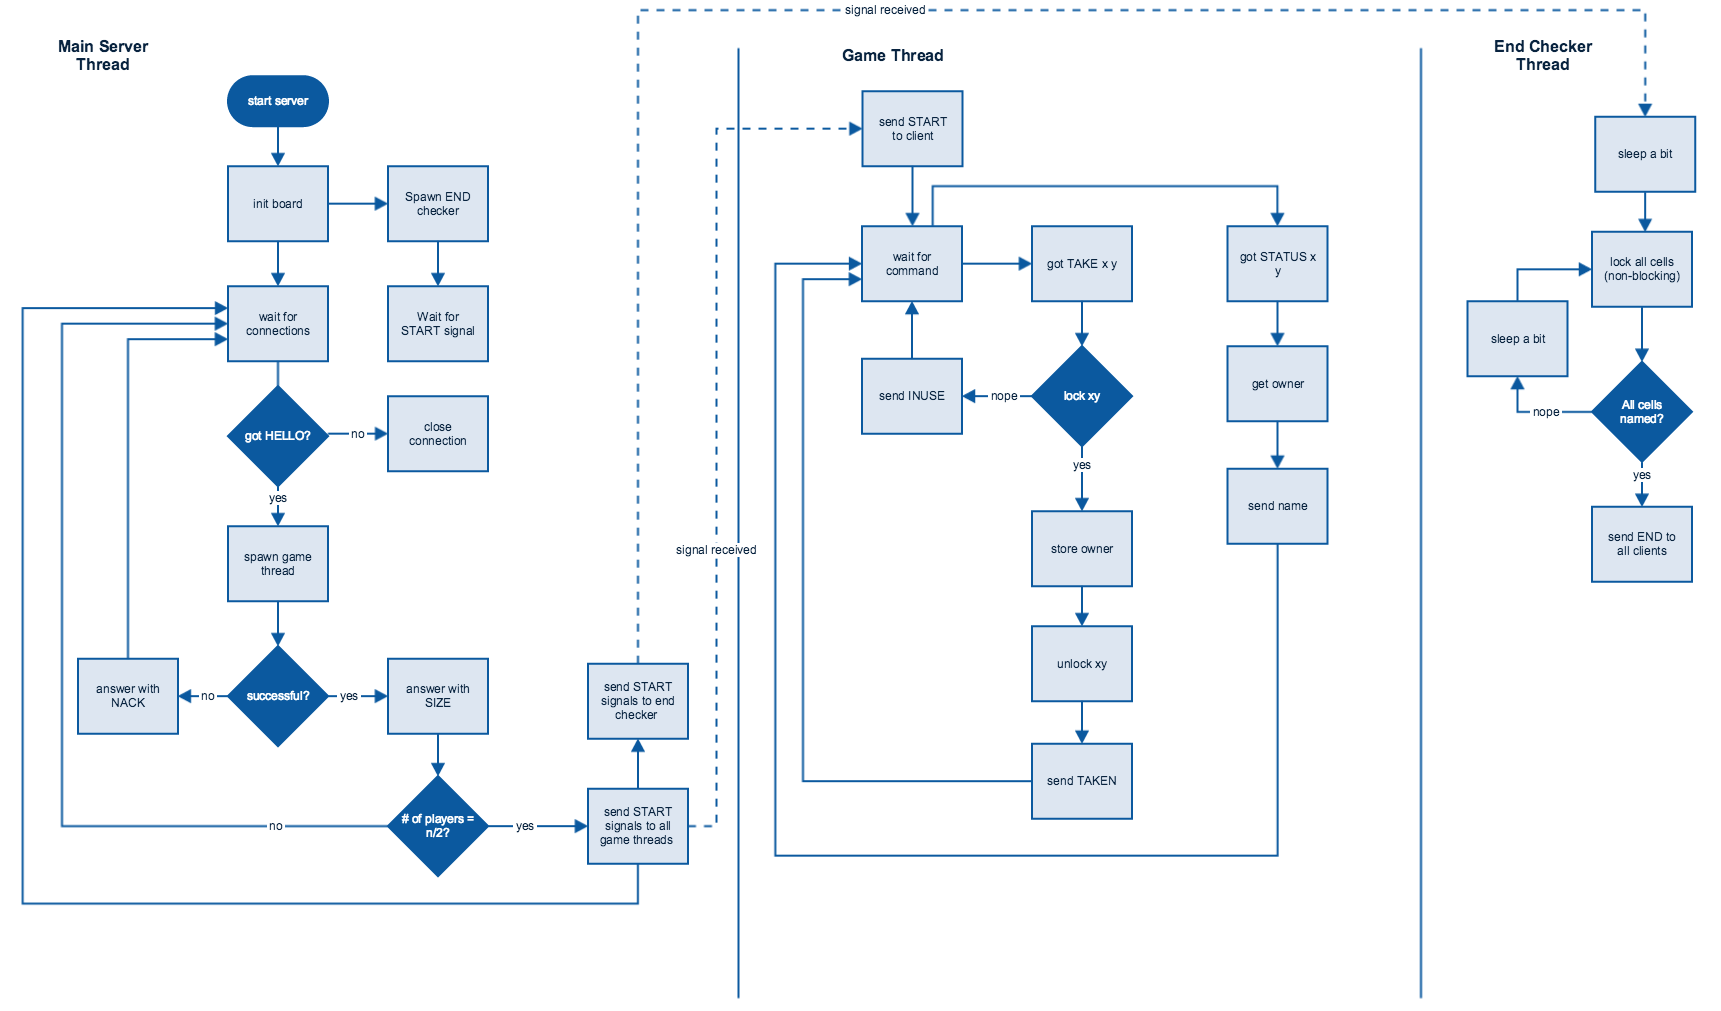 signal received
Main Server
Thread
start server
init board
Spawn END
checker
wait for
connections
Wait for
START signal
got HELLO?
no
close
connection
yes
spawn game
thread
successful?
no
answer with
NACK
yes
answer with
SIZE
# of players =
n/2?
no
yes
send START
signals to all
game threads
send START
signals to end
checker
signal received
Game Thread
send START
to client
wait for
command
got TAKE x y
got STATUS x
y
lock xy
nope
send INUSE
yes
store owner
unlock xy
send TAKEN
get owner
send name
End Checker
Thread
sleep a bit
lock all cells
(non-blocking)
sleep a bit
All cells
named?
nope
yes
send END to
all clients